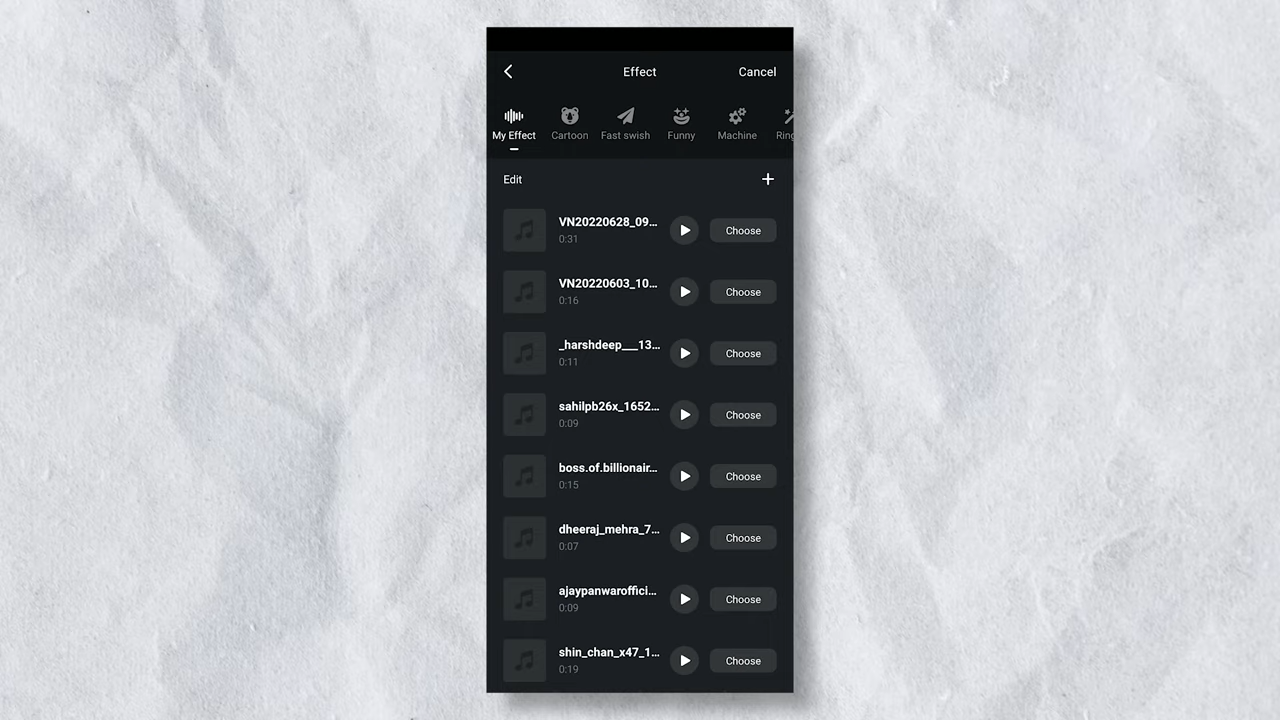 Effect
Cancel
My Effect
Cartoon
Fast swish
Funny
Machine
Ring
Edit
VN20220628_09...
0:31
Choose
VN20220603_10...
0:16
Choose
_harshdeep___13...
0:11
Choose
sahilpb26x_1652...
0:09
Choose
boss.of.billionair...
0:15
Choose
dheeraj_mehra_7...
0:07
Choose
ajaypanwaroffici...
0:09
Choose
shin_chan_x47_1...
0:19
Choose